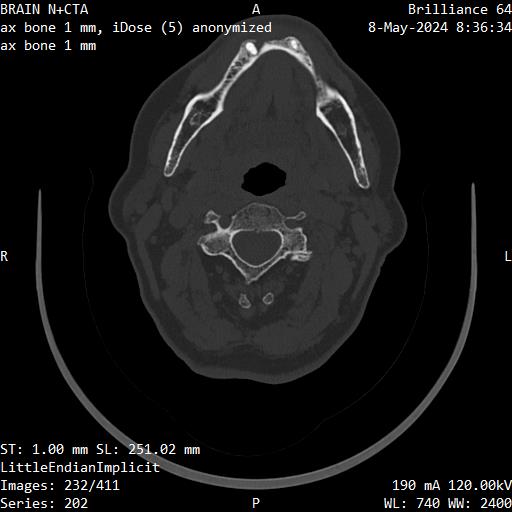 BRAIN N+CTA
A
Brilliance 64
ax bone 1 mm, iDose (5) anonymized
8-May-2024 8:36:34
ax bone 1 mm
R
L
ST: 1.00 mm SL: 251.02 mm
LittleEndianImplicit
Images: 232/411
190 mA 120.00kV
Series: 202
P
WL: 740 WW: 2400